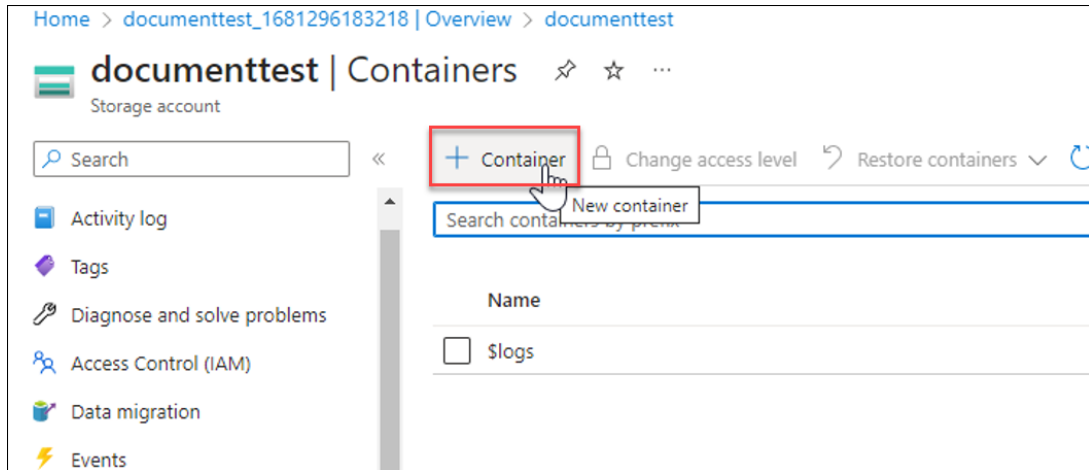 Home > documenttest_1681296183218 | Overview > documenttest
documenttest | Containers
Storage account
Search
Container
Change access level
Restore containers
New container
Search containers by prefix
Activity log
Tags
Diagnose and solve problems
Access Control (IAM)
Data migration
Events
Name
$logs